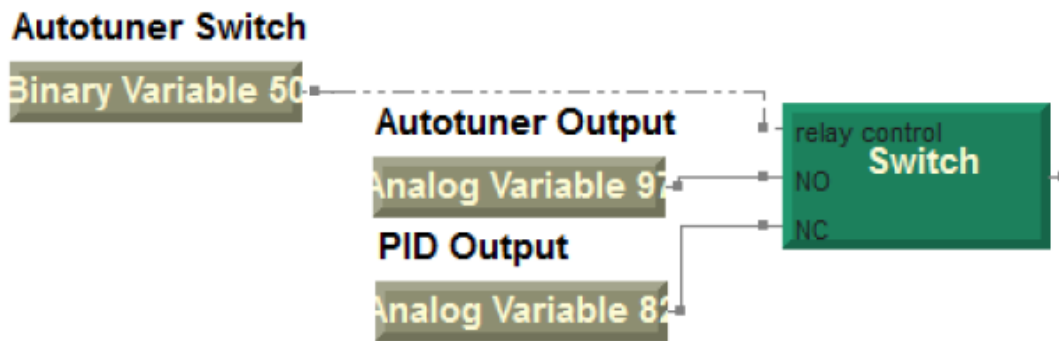 Autotuner Switch
Binary Variable 50
Autotuner Output
Analog Variable 97
PID Output
Analog Variable 82
relay control
Switch
NO
NC